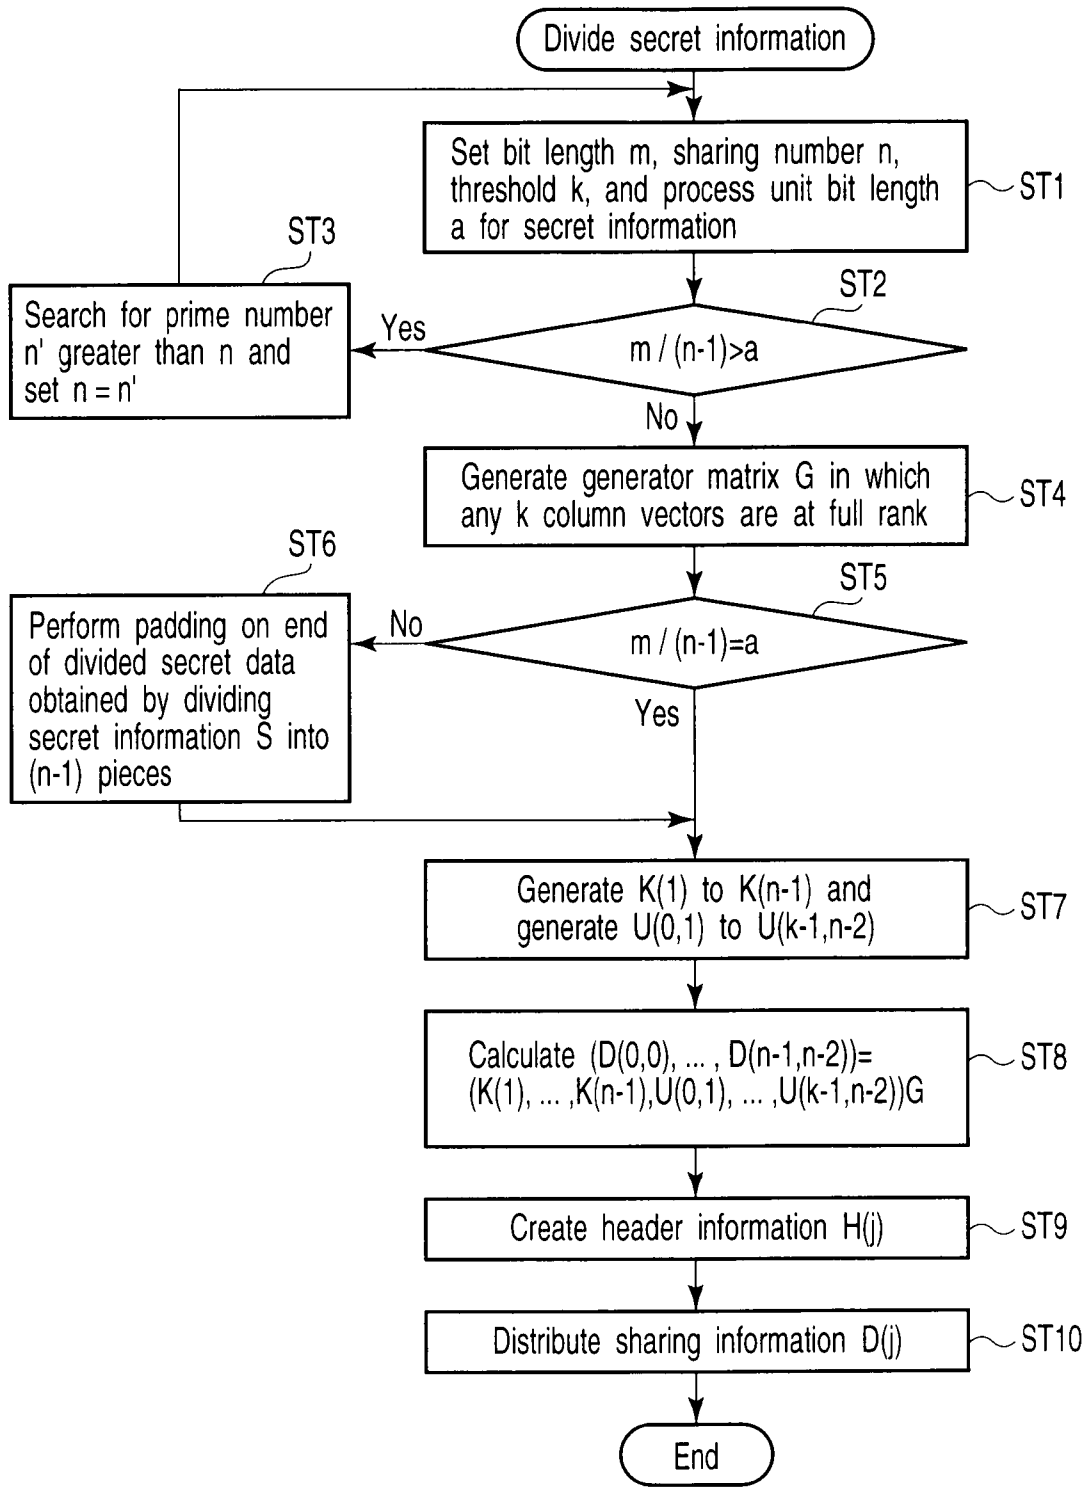 Divide secret information
Set bit length m, sharing number n,
threshold k, and process unit bit length
a for secret information
ST1
ST3
Search for prime number
n' greater than n and
set n = n'
Yes
ST2
m / (n-1)>a
No
Generate generator matrix G in which
any k column vectors are at full rank
ST4
ST6
Perform padding on end
of divided secret data
obtained by dividing
secret information S into
(n-1) pieces
No
ST5
m / (n-1)=a
Yes
Generate K(1) to K(n-1) and
generate U(0,1) to U(k-1,n-2)
ST7
Calculate (D(0,0), ... , D(n-1,n-2))=
(K(1), ... ,K(n-1),U(0,1), ... ,U(k-1,n-2))G
ST8
Create header information H(j)
ST9
Distribute sharing information D(j)
ST10
End